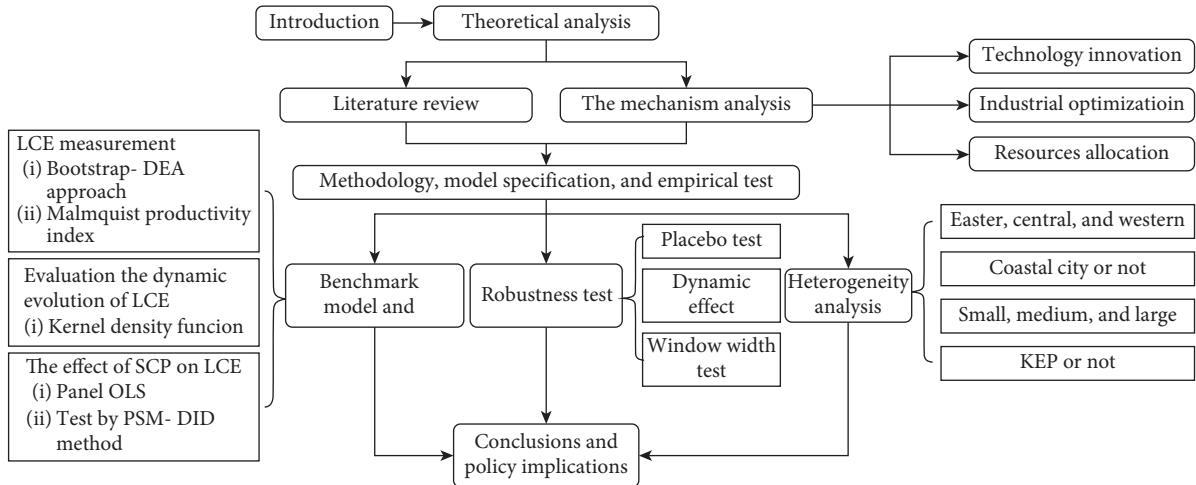 Introduction
Theoretical analysis
Literature review
The mechanism analysis
Technology innovation
Industrial optimizatioin
Resources allocation
Methodology, model specification, and empirical test
LCE measurement
(i) Bootstrap- DEA
approach
(ii) Malmquist productivity
index
Evaluation the dynamic
evolution of LCE
(i) Kernel density funcion
The effect of SCP on LCE
(i) Panel OLS
(ii) Test by PSM- DID
method
Benchmark
model and
Robustness test
Placebo test
Dynamic
effect
Window width
test
Heterogeneity
analysis
Easter, central, and western
Coastal city or not
Small, medium, and large
KEP or not
Conclusions and
policy implications